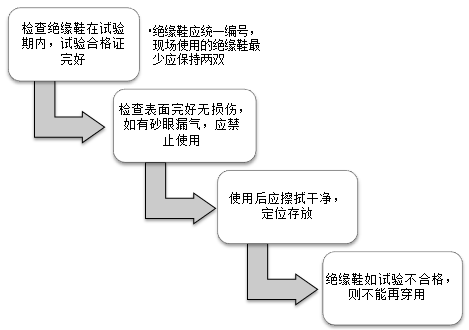 检查绝缘鞋在试验
期内，试验合格证
完好
•绝缘鞋应统一编号，
现场使用的绝缘鞋最
少应保持两双
检查表面完好无损伤，
如有砂眼漏气，应禁
止使用
使用后应擦拭干净，
定位存放
绝缘鞋如试验不合格，
则不能再穿用